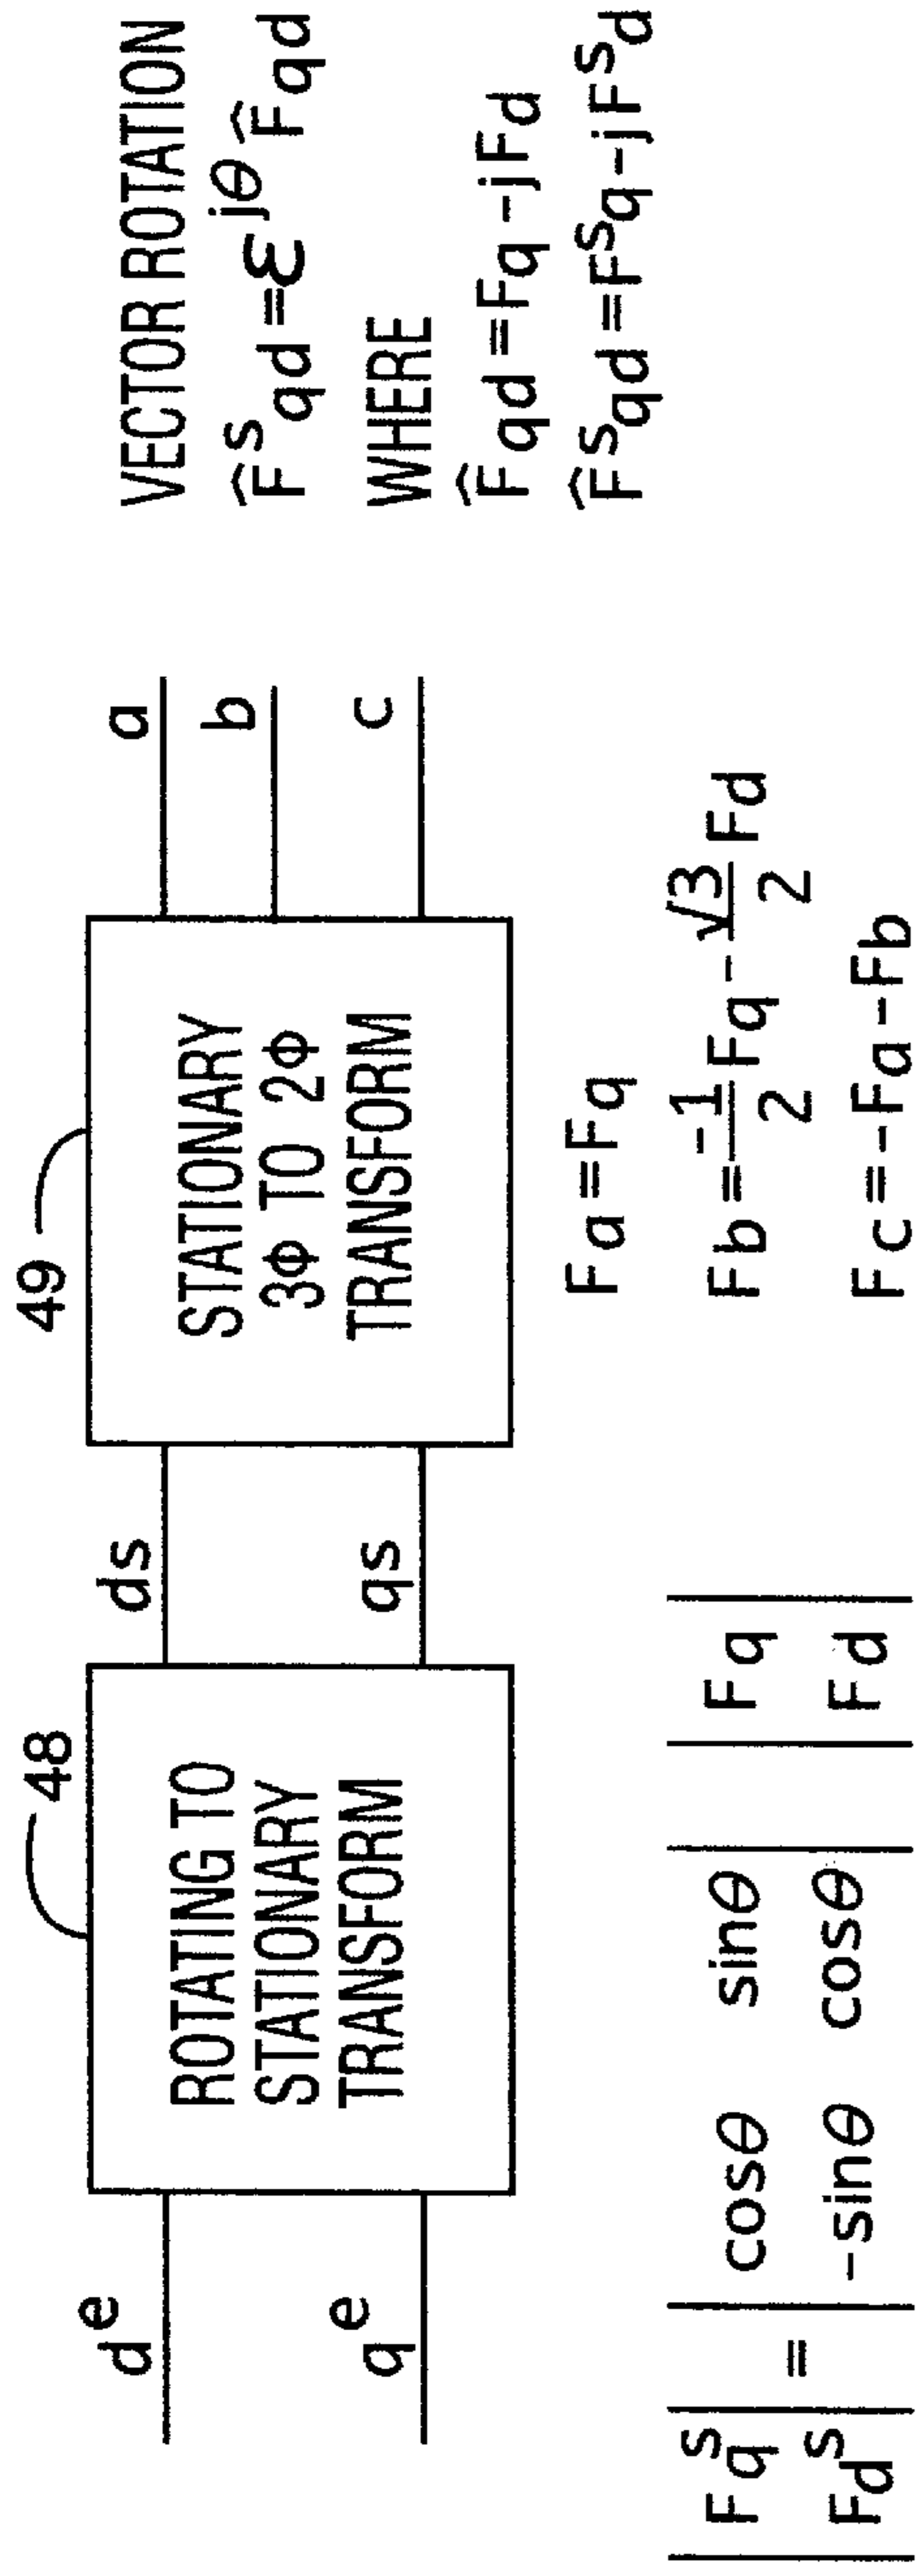 48
49
d^e
q^e
ROTATING TO
STATIONARY
TRANSFORM
ds
qs
STATIONARY
3Φ TO 2Φ
TRANSFORM
a
b
c
|Fq^s| = |cosθ sinθ| |Fq|
|Fd^s| |-sinθ cosθ| |Fd|
Fa=Fq
Fb=-1/2 Fq-√3/2 Fd
Fc=-Fa-Fb
VECTOR ROTATION
F̂^s qd=ε^jθ F̂qd
WHERE
F̂qd=Fq-jFd
F̂^s qd=F^s q-jF^s d